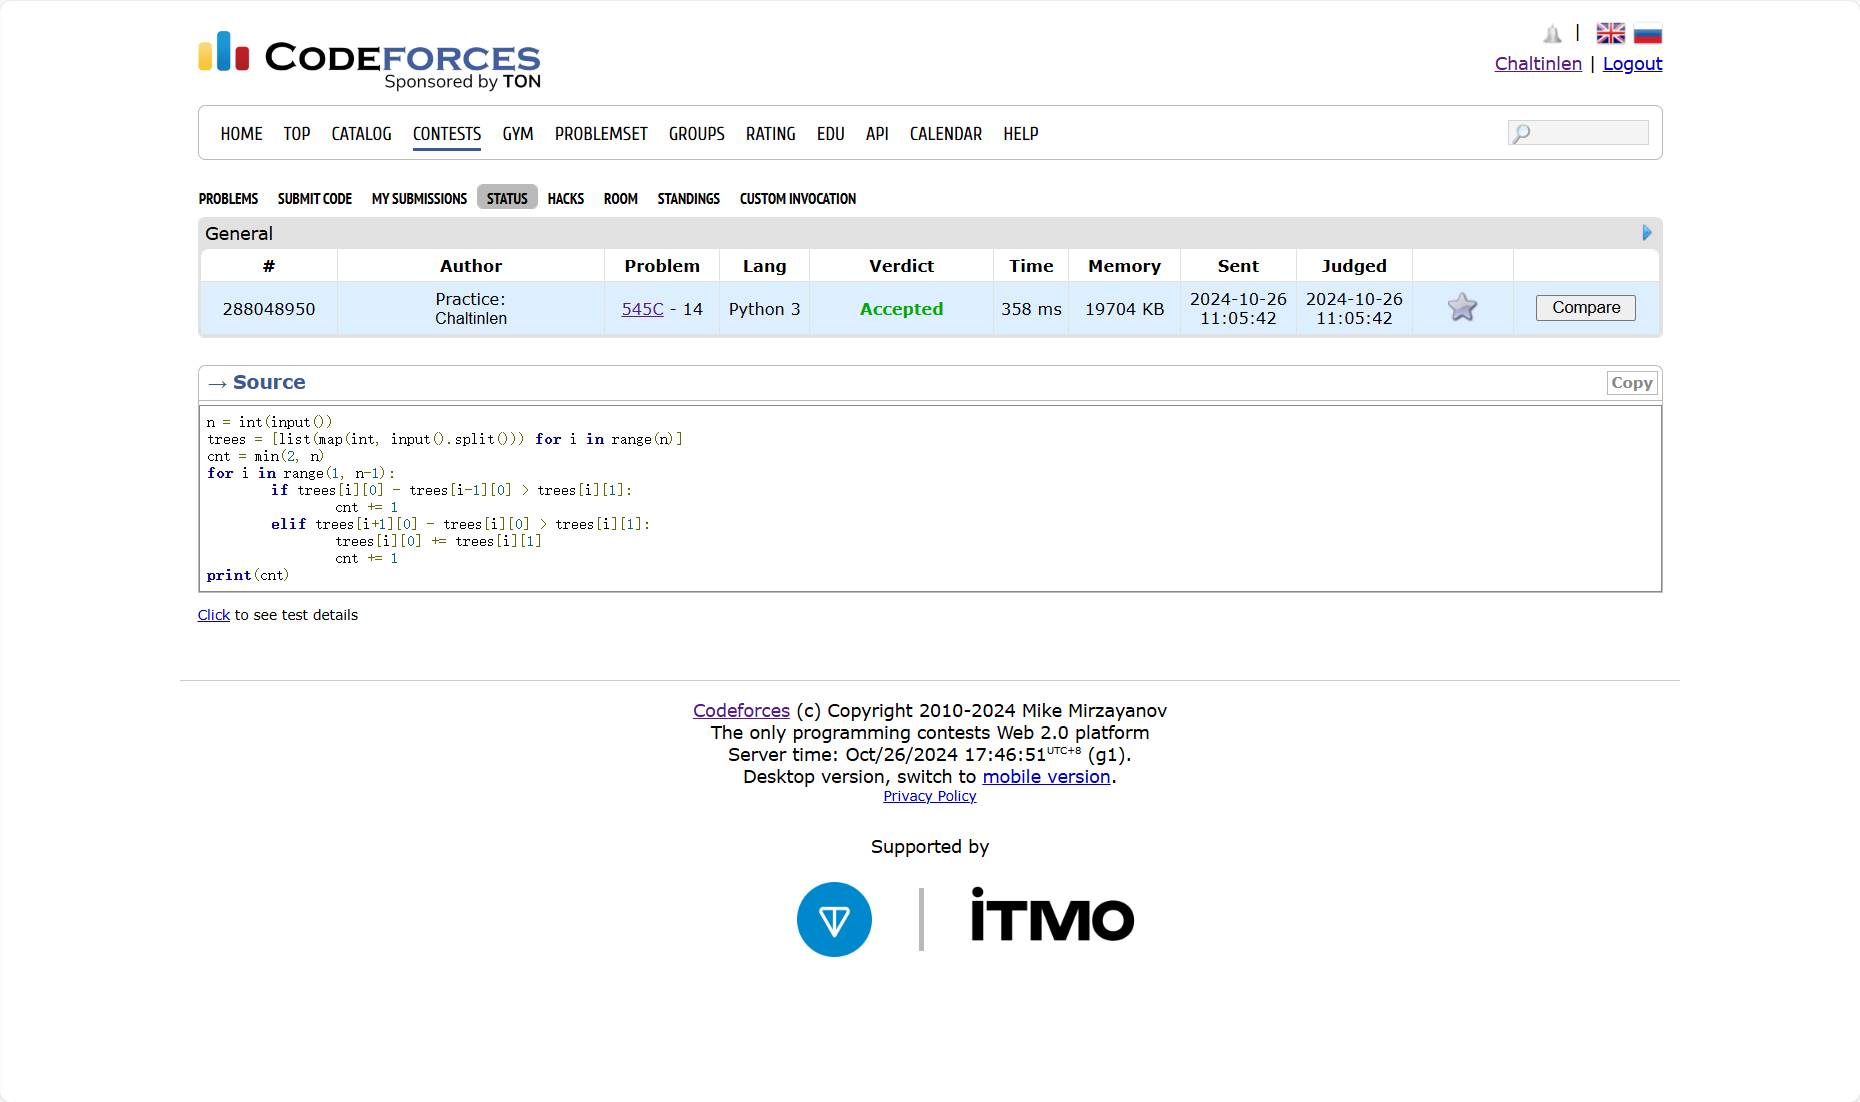 CODEFORCES
Sponsored by TON
|
Chaltinlen | Logout
HOME TOP CATALOG CONTESTS GYM PROBLEMSET GROUPS RATING EDU API CALENDAR HELP
PROBLEMS SUBMIT CODE MY SUBMISSIONS STATUS HACKS ROOM STANDINGS CUSTOM INVOCATION
General
# Author Problem Lang Verdict Time Memory Sent Judged
288048950 Practice: Chaltinlen 545C - 14 Python 3 Accepted 358 ms 19704 KB 2024-10-26 11:05:42 2024-10-26 11:05:42 Compare
→ Source Copy
n = int(input())
trees = [list(map(int, input().split())) for i in range(n)]
cnt = min(2, n)
for i in range(1, n-1):
        if trees[i][0] - trees[i-1][0] > trees[i][1]:
                cnt += 1
        elif trees[i+1][0] - trees[i][0] > trees[i][1]:
                trees[i][0] += trees[i][1]
                cnt += 1
print(cnt)
Click to see test details
Codeforces (c) Copyright 2010-2024 Mike Mirzayanov
The only programming contests Web 2.0 platform
Server time: Oct/26/2024 17:46:51UTC+8 (g1).
Desktop version, switch to mobile version.
Privacy Policy
Supported by
iTMO